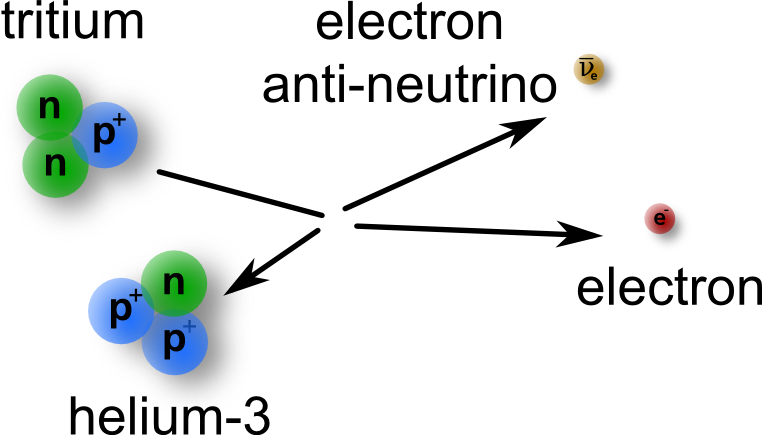 tritium
electron
anti-neutrino
ν̅e
n
p+
n
e-
electron
n
p+
p+
helium-3